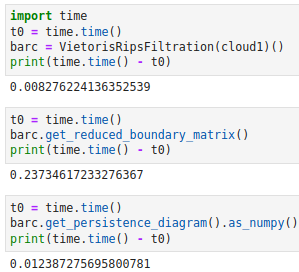 import time
t0 = time.time()
barc = VietorisRipsFiltration(cloud1)()
print(time.time() - t0)
0.008276224136352539
t0 = time.time()
barc.get_reduced_boundary_matrix()
print(time.time() - t0)
0.23734617233276367
t0 = time.time()
barc.get_persistence_diagram().as_numpy()
print(time.time() - t0)
0.012387275695800781